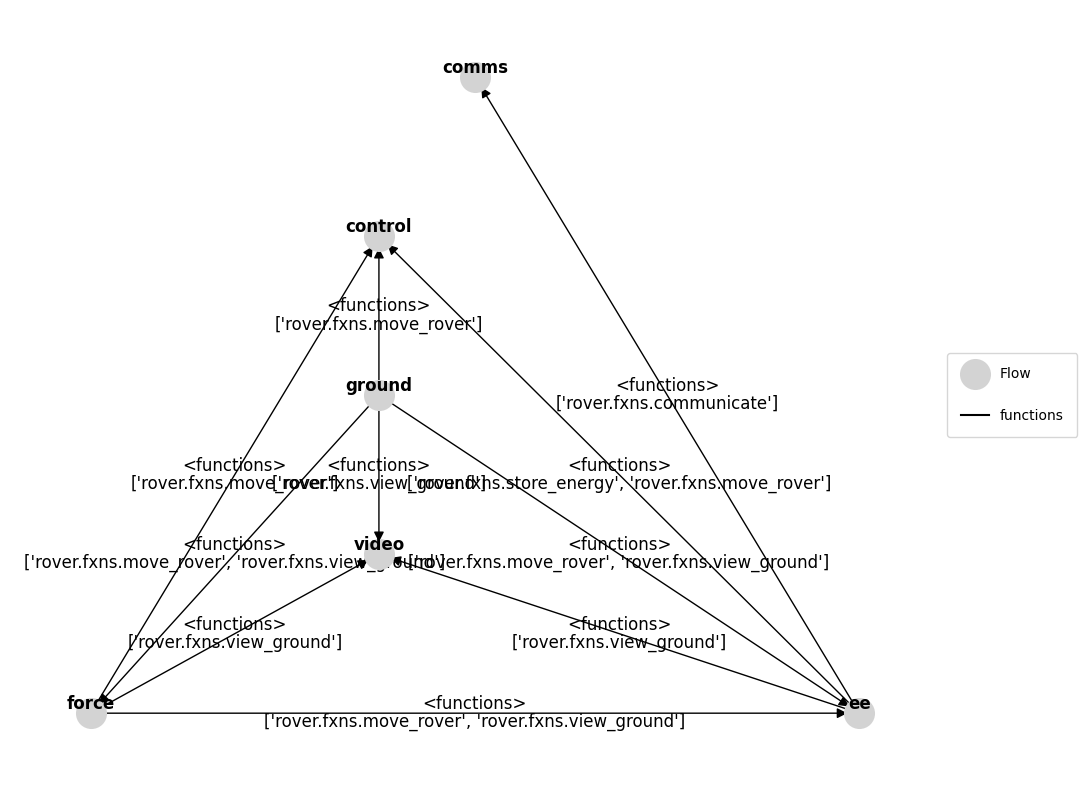 comms
control
<functions>
['rover.fxns.move_rover']
ground
<functions>
['rover.fxns.communicate']
Flow
functions
<functions>
['rover.fxns.move_rover']
<functions>
['rover.fxns.view_ground']
<functions>
['rover.fxns.store_energy', 'rover.fxns.move_rover']
video
<functions>
['rover.fxns.move_rover', 'rover.fxns.view_ground']
<functions>
['rover.fxns.move_rover', 'rover.fxns.view_ground']
<functions>
['rover.fxns.view_ground']
<functions>
['rover.fxns.view_ground']
force
<functions>
['rover.fxns.move_rover', 'rover.fxns.view_ground']
ee